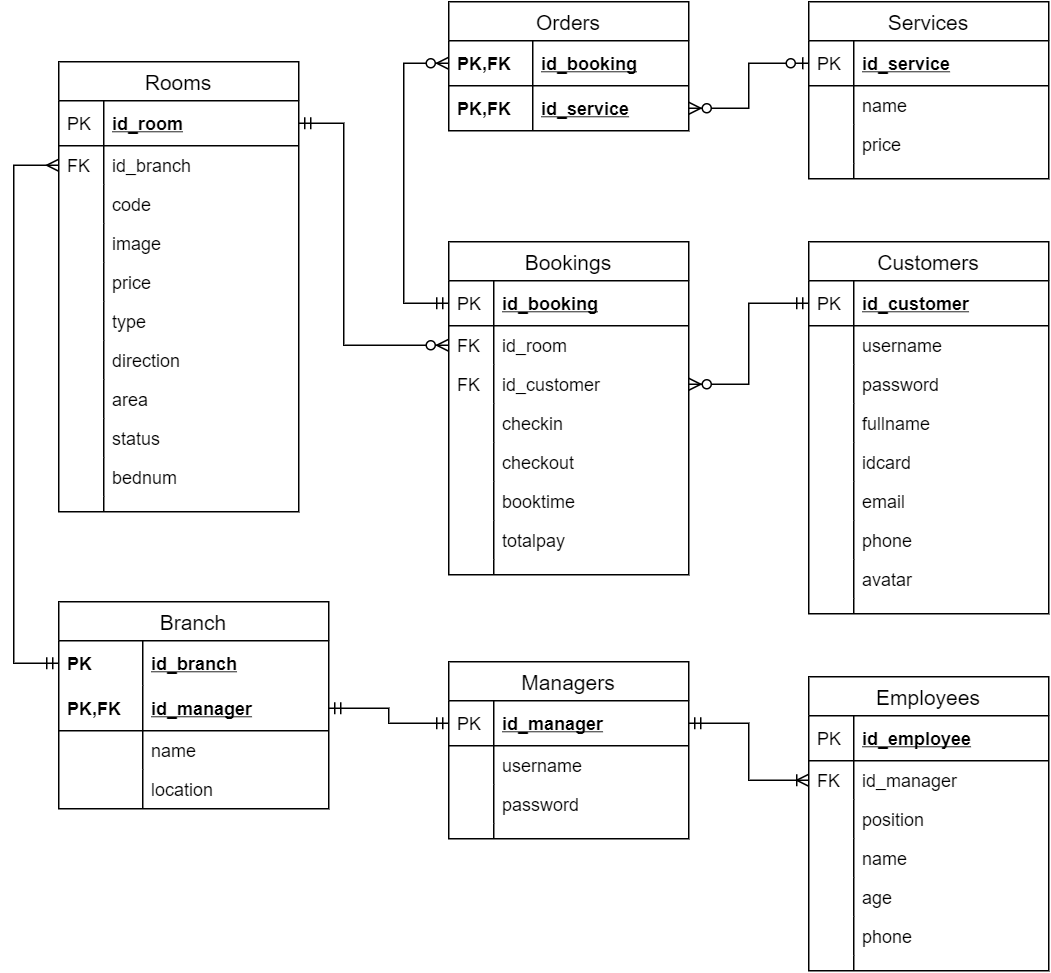 Orders
PK,FK id_booking
PK,FK id_service
Services
PK id_service
name
price
Rooms
PK id_room
FK id_branch
code
image
price
type
direction
area
status
bednum
Bookings
PK id_booking
FK id_room
FK id_customer
checkin
checkout
booktime
totalpay
Customers
PK id_customer
username
password
fullname
idcard
email
phone
avatar
Branch
PK id_branch
PK,FK id_manager
name
location
Managers
PK id_manager
username
password
Employees
PK id_employee
FK id_manager
position
name
age
phone